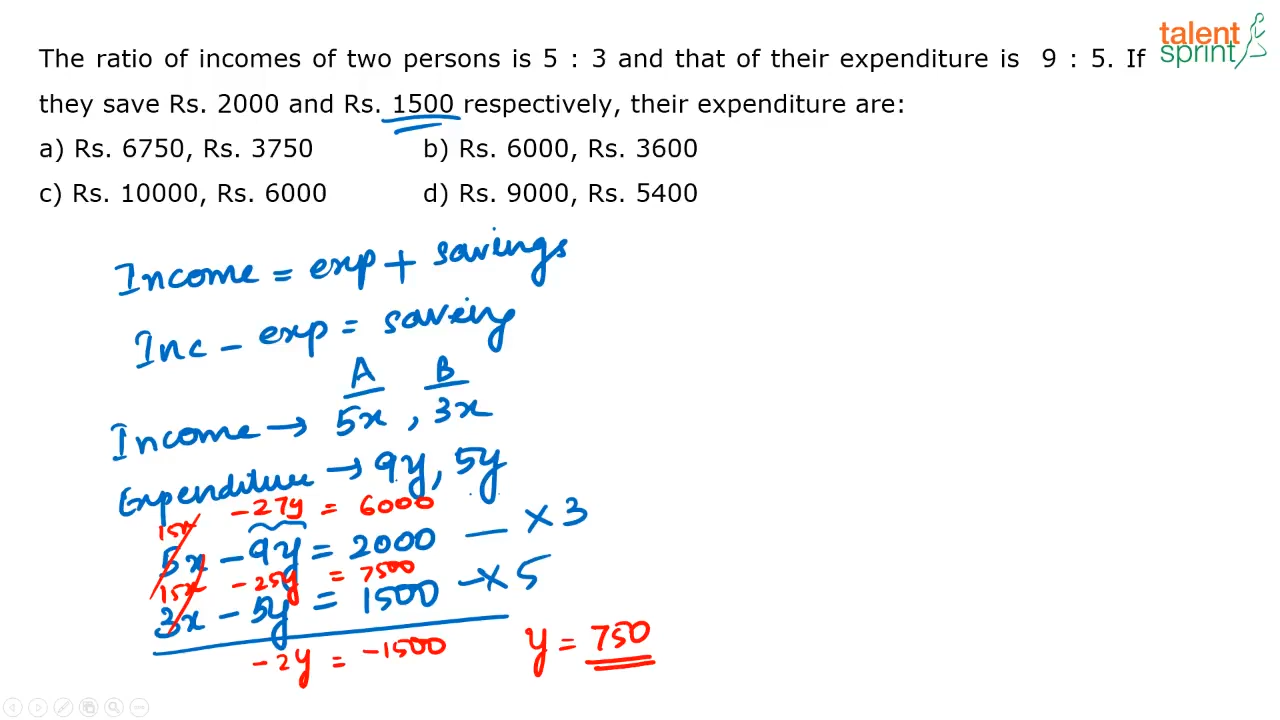 talent
sprint
The ratio of incomes of two persons is 5 : 3 and that of their expenditure is 9 : 5. If
they save Rs. 2000 and Rs. 1500 respectively, their expenditure are:
a) Rs. 6750, Rs. 3750 b) Rs. 6000, Rs. 3600
c) Rs. 10000, Rs. 6000 d) Rs. 9000, Rs. 5400
Income = exp + savings
Inc - exp = saving
A B
Income → 5x , 3x
Expenditure → 9y, 5y
15x - 27y = 6000
5x - 9y = 2000 — × 3
15x - 25y = 7500
3x - 5y = 1500 - × 5
-2y = -1500 y = 750